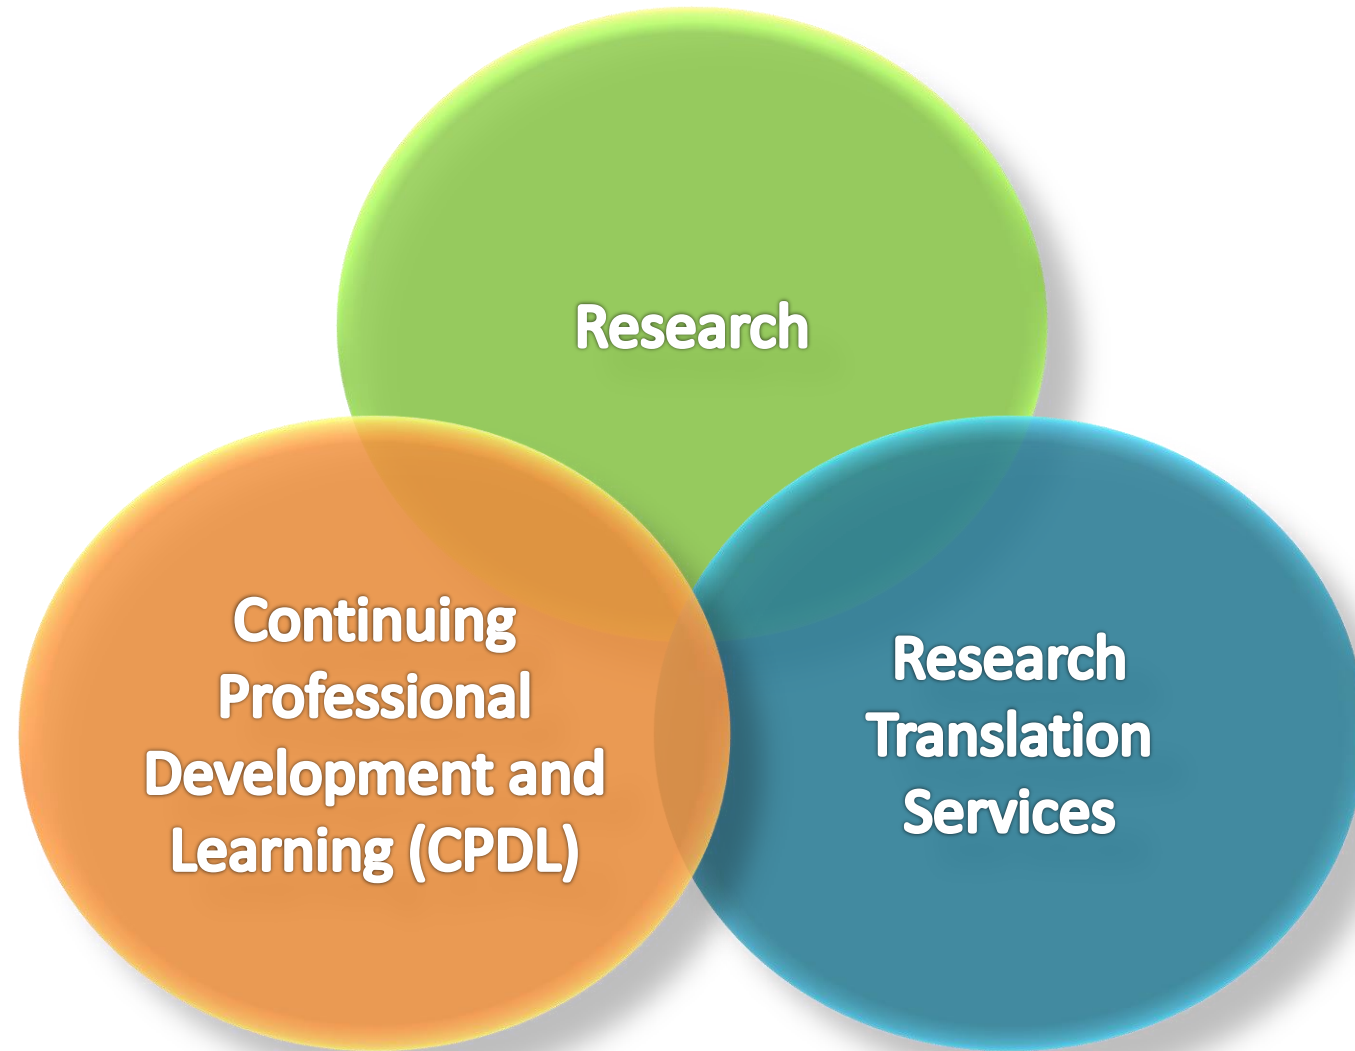 Research
Continuing
Professional
Development and
Learning (CPDL)
Research
Translation
Services